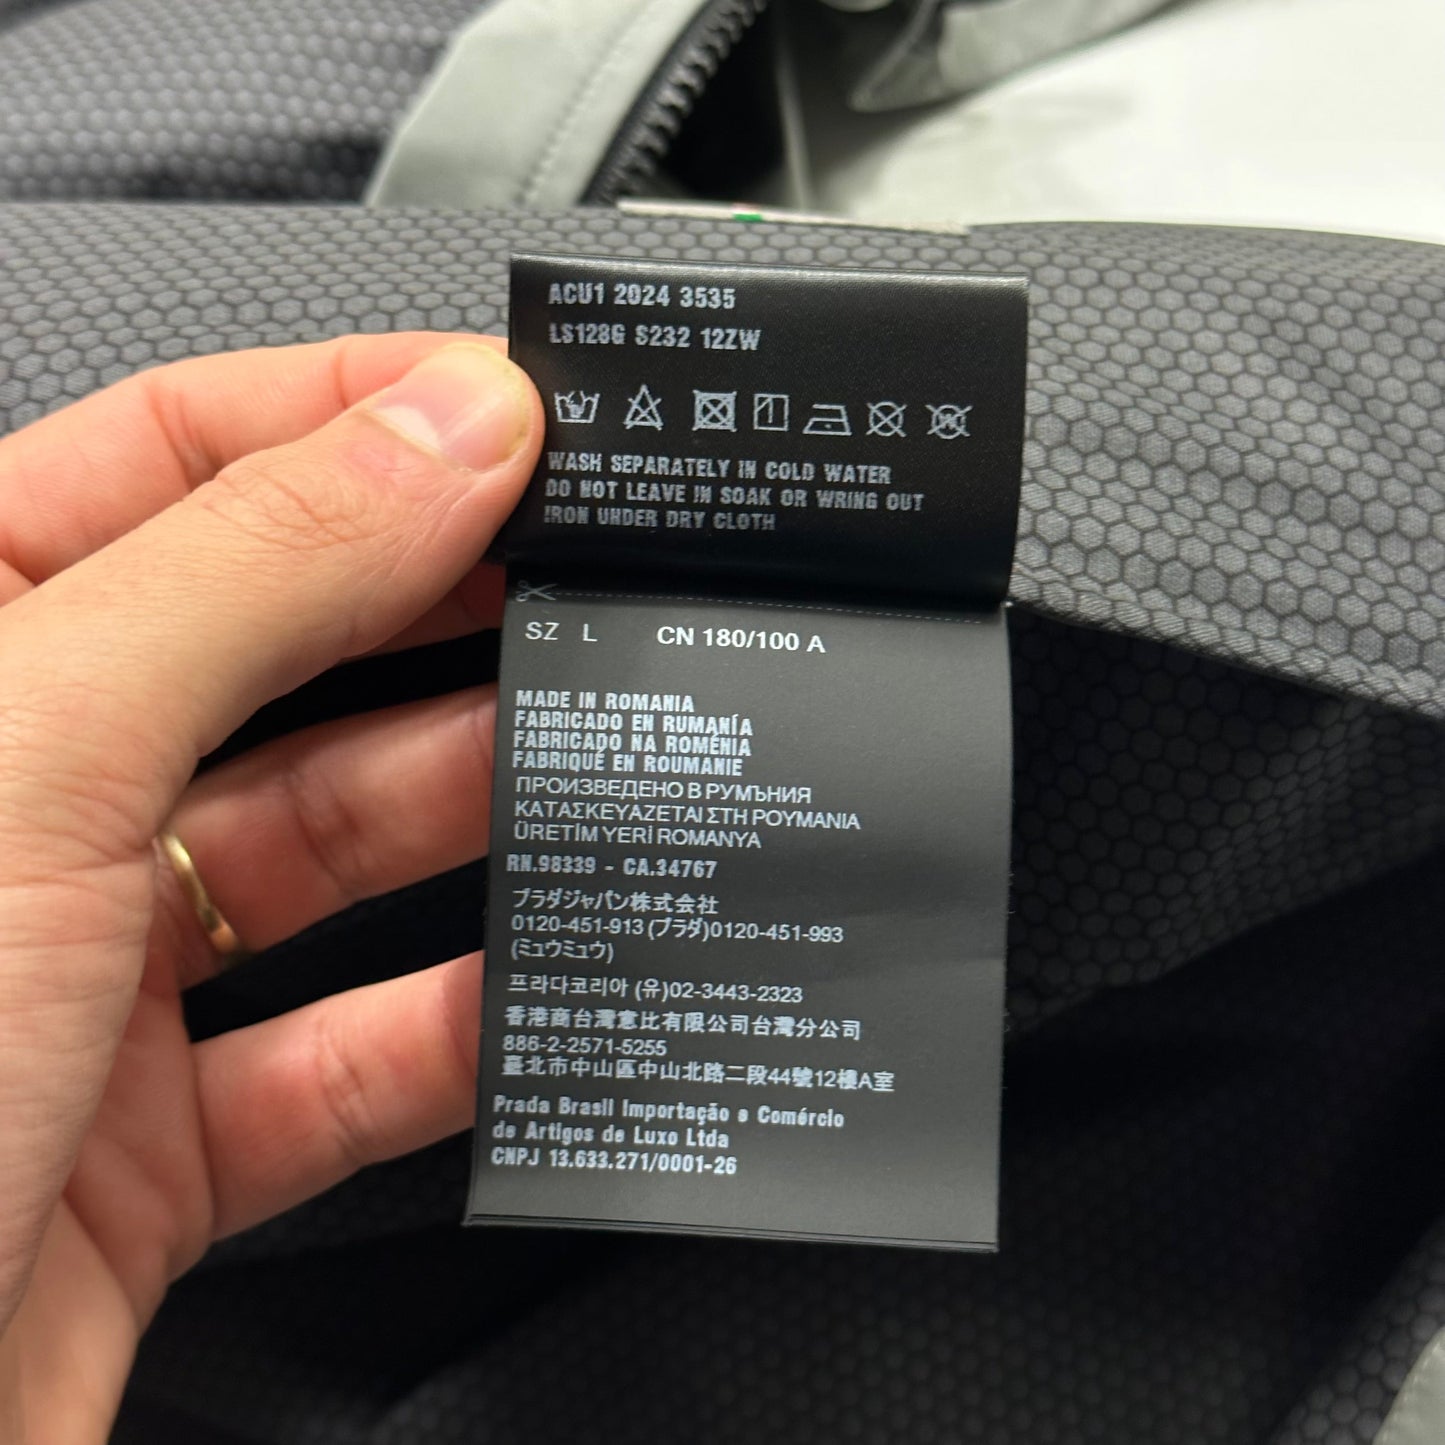 ACU1 2024 3535
LS128G S232 12ZW
WASH SEPARATELY IN COLD WATER
DO NOT LEAVE IN SOAK OR WRING OUT
IRON UNDER DRY CLOTH
SZ L CN 180/100 A
MADE IN ROMANIA
FABRICADO EN RUMANÍA
FABRICADO NA ROMÊNIA
FABRIQUÉ EN ROUMANIE
ПРОИЗВЕДЕНО В РУМЪНИЯ
ΚΑΤΑΣΚΕΥΑΖΕΤΑΙ ΣΤΗ ΡΟΥΜΑΝΙΑ
ÜRETİM YERİ ROMANYA
RN.98339 - CA.34767
プラダジャパン株式会社
0120-451-913 (プラダ)0120-451-993
(ミュウミュウ)
프라다코리아 (유)02-3443-2323
香港商台灣意比有限公司台灣分公司
886-2-2571-5255
臺北市中山區中山北路二段44號12樓A室
Prada Brasil Importação e Comércio
de Artigos de Luxo Ltda
CNPJ 13.633.271/0001-26